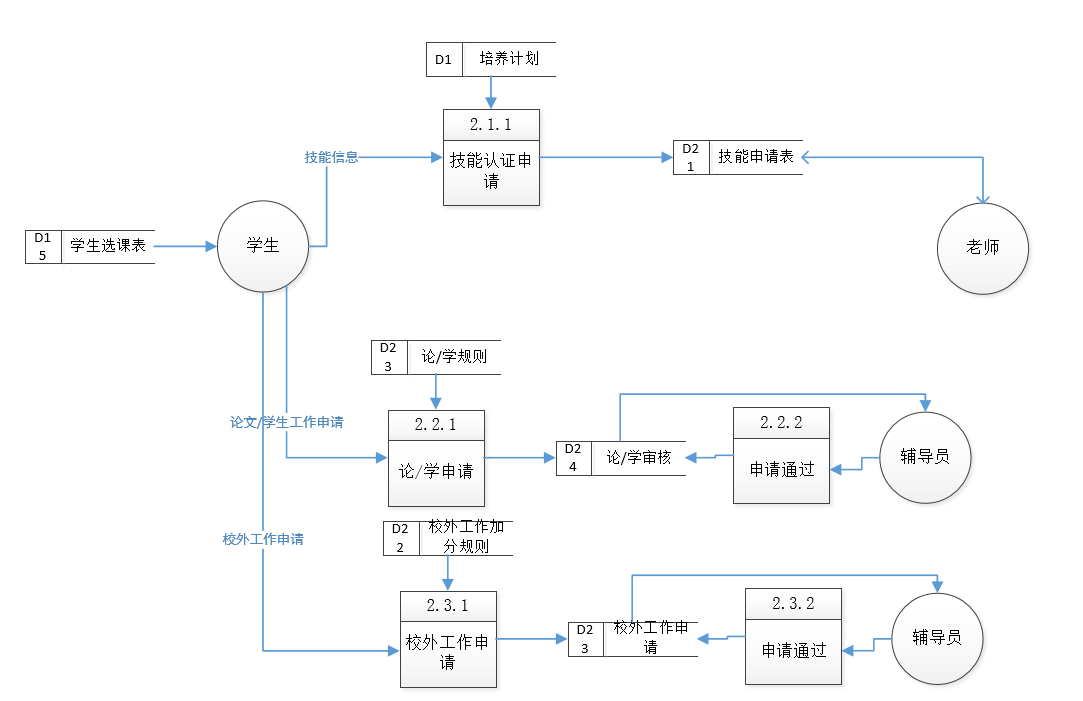 D1
培养计划
2.1.1
技能认证申
请
技能信息
D2
1
技能申请表
D1
5
学生选课表
学生
老师
D2
3
论/学规则
论文/学生工作申请
2.2.1
论/学申请
D2
4
论/学审核
2.2.2
申请通过
辅导员
D2
2
校外工作加
分规则
校外工作申请
2.3.1
校外工作申
请
D2
3
校外工作申
请
2.3.2
申请通过
辅导员